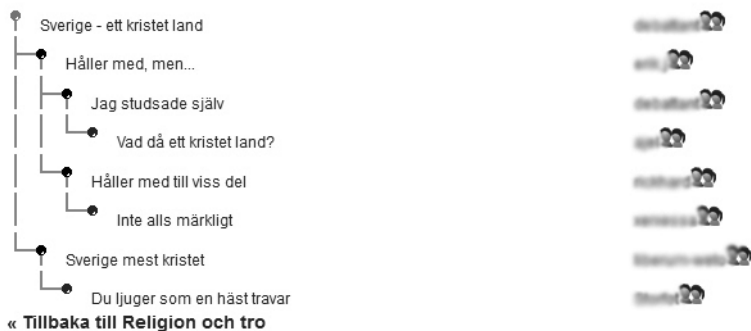 Sverige - ett kristet land
Håller med, men...
Jag studsade själv
Vad då ett kristet land?
Håller med till viss del
Inte alls märkligt
Sverige mest kristet
Du ljuger som en häst travar
« Tillbaka till Religion och tro